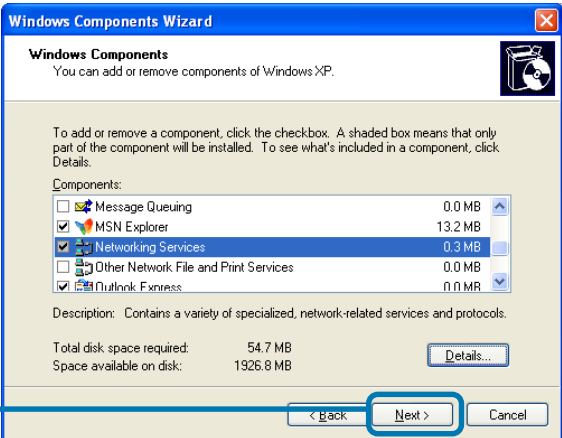 Windows Components Wizard
Windows Components
You can add or remove components of Windows XP.
To add or remove a component, click the checkbox. A shaded box means that only
part of the component will be installed. To see what's included in a component, click
Details.
Components:
Message Queuing 0.0 MB
MSN Explorer 13.2 MB
Networking Services 0.3 MB
Other Network File and Print Services 0.0 MB
Outlook Express 0.0 MB
Description: Contains a variety of specialized, network-related services and protocols.
Total disk space required: 54.7 MB
Space available on disk: 1926.8 MB
Details...
< Back Next > Cancel